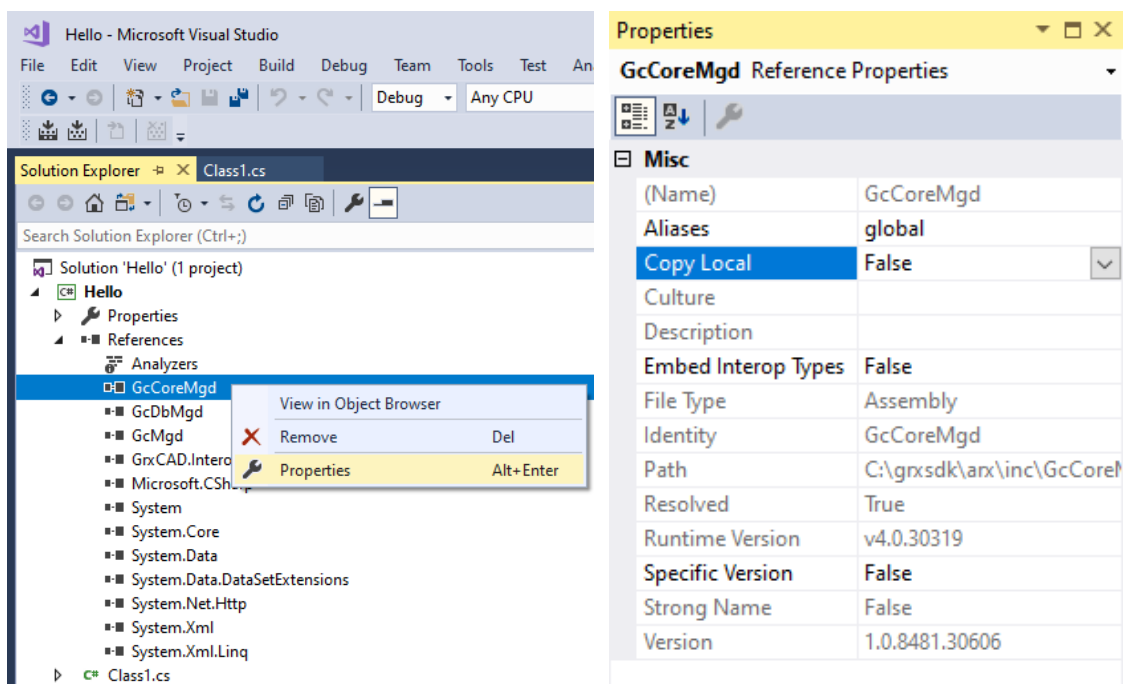 Hello - Microsoft Visual Studio
File Edit View Project Build Debug Team Tools Test An
Debug Any CPU
Solution Explorer Class1.cs
Search Solution Explorer (Ctrl+;)
Solution 'Hello' (1 project)
C# Hello
Properties
References
Analyzers
GcCoreMgd
GcDbMgd
GcMgd
GrxCAD.Intero
Microsoft.CSharp
System
System.Core
System.Data
System.Data.DataSetExtensions
System.Net.Http
System.Xml
System.Xml.Linq
C# Class1.cs
View in Object Browser
Remove Del
Properties Alt+Enter
Properties
GcCoreMgd Reference Properties
Misc
(Name) GcCoreMgd
Aliases global
Copy Local False
Culture
Description
Embed Interop Types False
File Type Assembly
Identity GcCoreMgd
Path C:\grxsdk\arx\inc\GcCoreM
Resolved True
Runtime Version v4.0.30319
Specific Version False
Strong Name False
Version 1.0.8481.30606